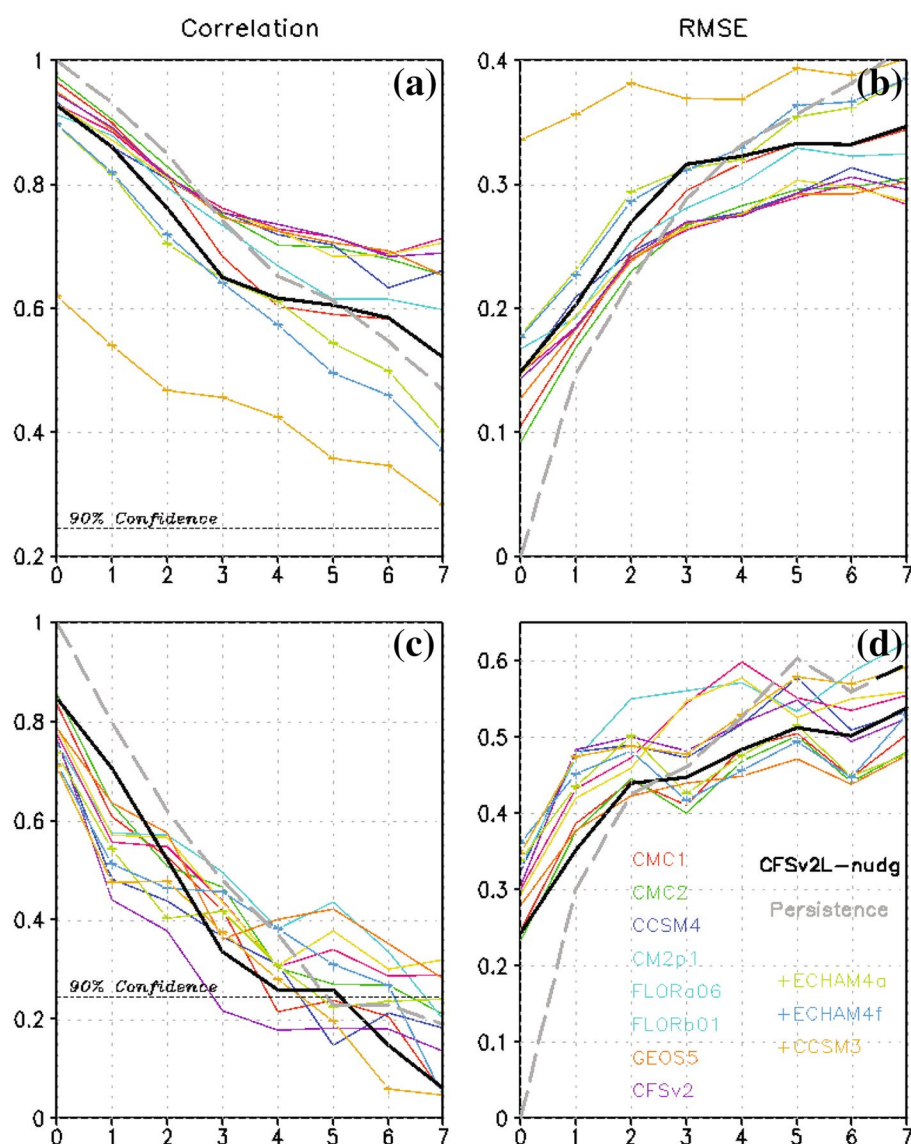 Correlation
RMSE
1
0.8
0.6
0.4
0.2
(a)
90% Confidence
0 1 2 3 4 5 6 7
0.4
0.3
0.2
0.1
0
(b)
0 1 2 3 4 5 6 7
1
0.8
0.6
0.4
0.2
0
(c)
90% Confidence
0 1 2 3 4 5 6 7
0.6
0.5
0.4
0.3
0.2
0.1
0
(d)
CMC1
CMC2
CCSM4
CM2p1
FLORa06
FLORb01
GEOS5
CFSv2
CFSv2L-nudg
Persistence
+ECHAM4a
+ECHAM4f
+CCSM3
0 1 2 3 4 5 6 7